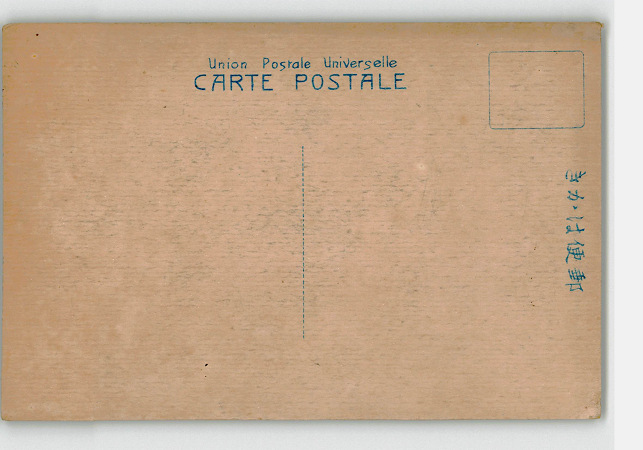 Union Postale Universelle
CARTE POSTALE
きかは便郵